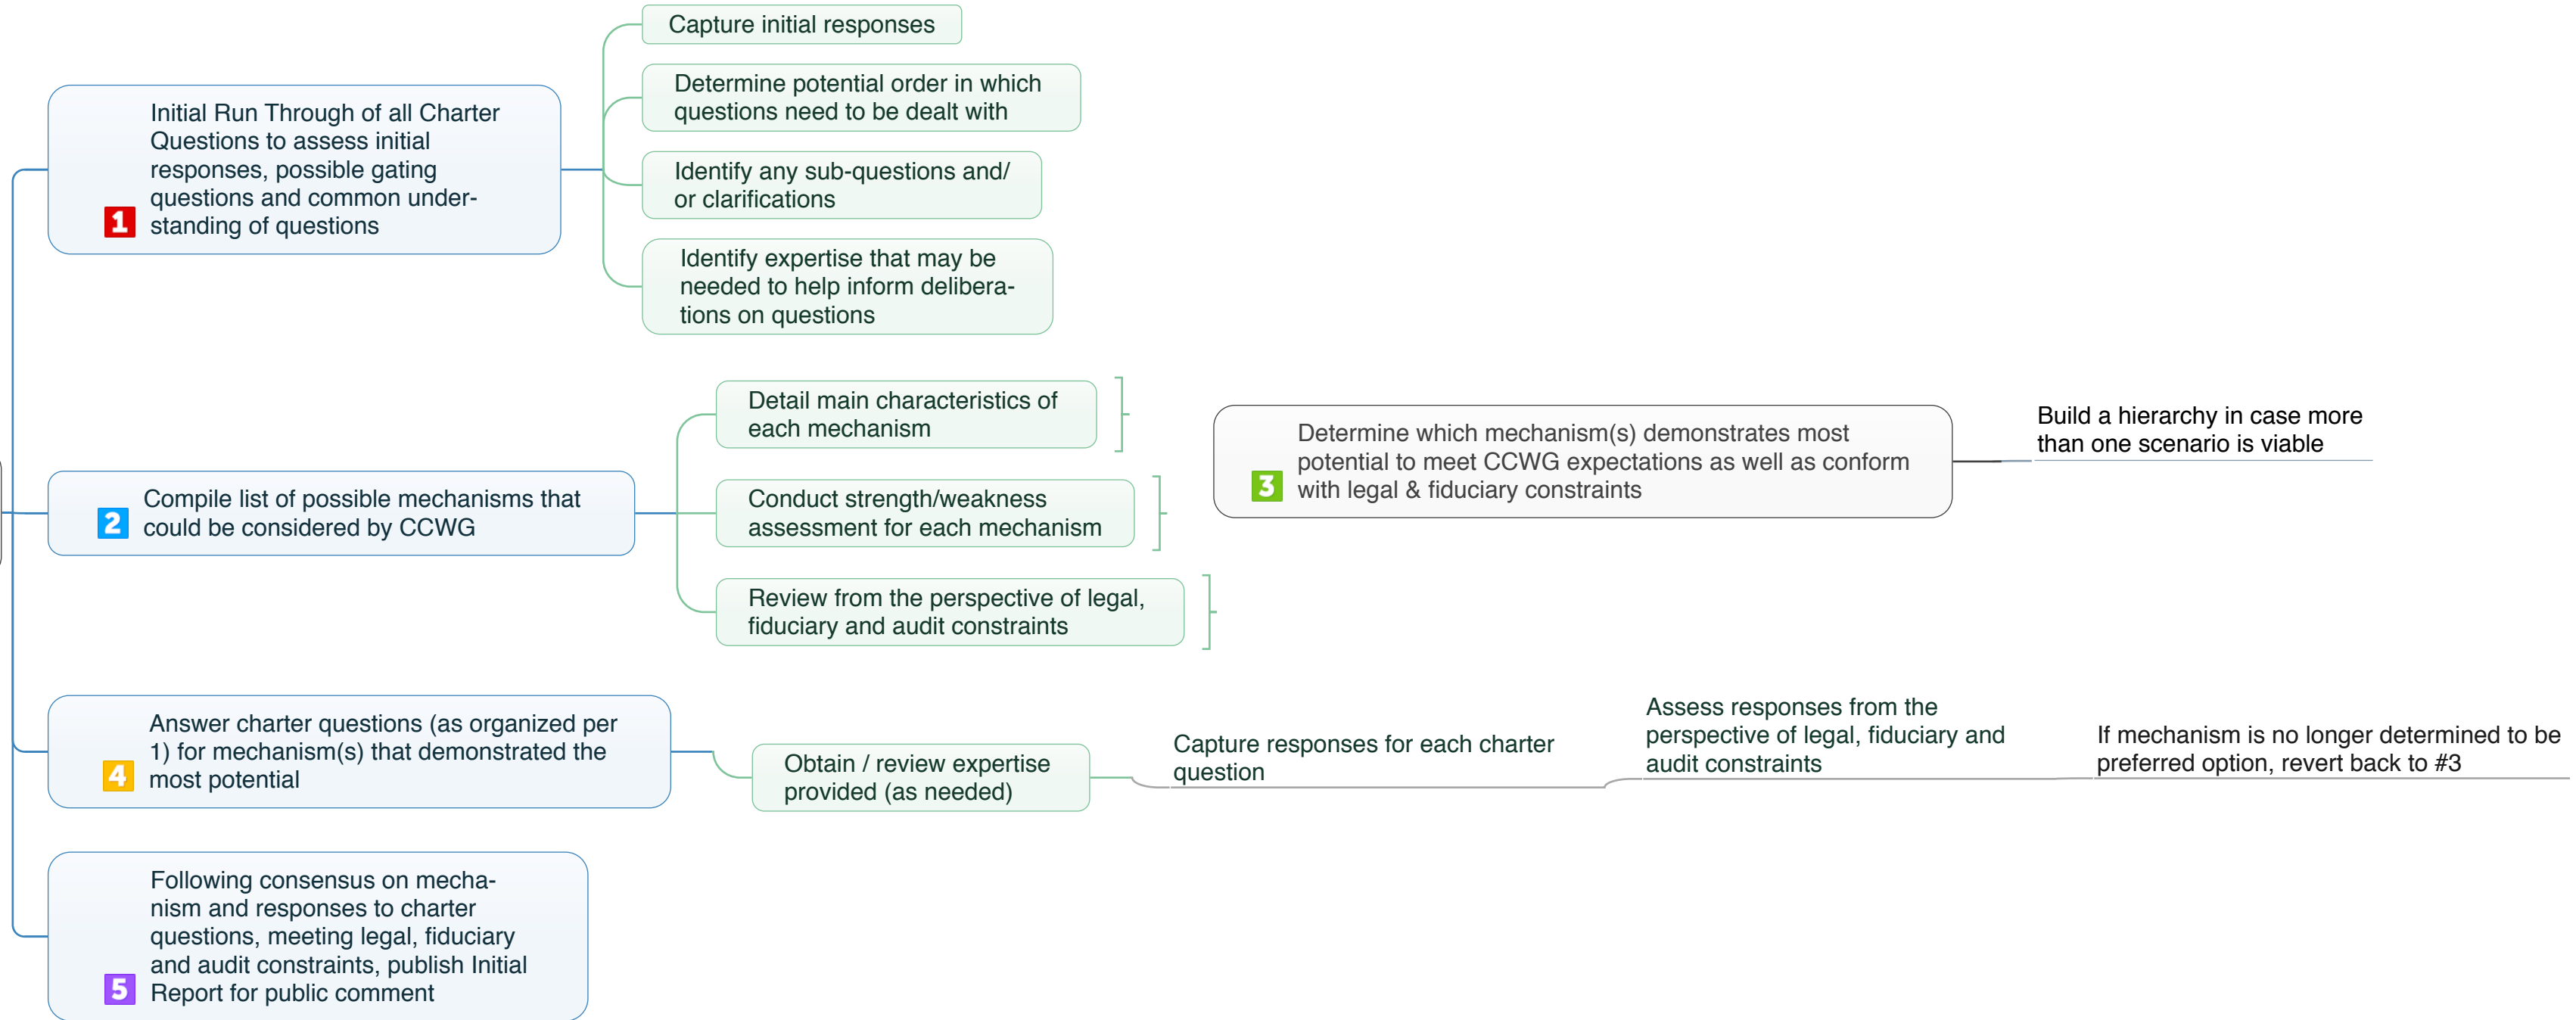 Capture initial responses
Determine potential order in which
questions need to be dealt with
Initial Run Through of all Charter
Questions to assess initial
responses, possible gating
questions and common under-
1 standing of questions
Identify any sub-questions and/
or clarifications
Identify expertise that may be
needed to help inform delibera-
tions on questions
Compile list of possible mechanisms that
2 could be considered by CCWG
Detail main characteristics of
each mechanism
Conduct strength/weakness
assessment for each mechanism
Review from the perspective of legal,
fiduciary and audit constraints
Determine which mechanism(s) demonstrates most
potential to meet CCWG expectations as well as conform
3 with legal & fiduciary constraints
Build a hierarchy in case more
than one scenario is viable
Answer charter questions (as organized per
1) for mechanism(s) that demonstrated the
4 most potential
Obtain / review expertise
provided (as needed)
Capture responses for each charter
question
Assess responses from the
perspective of legal, fiduciary and
audit constraints
If mechanism is no longer determined to be
preferred option, revert back to #3
Following consensus on mecha-
nism and responses to charter
questions, meeting legal, fiduciary
and audit constraints, publish Initial
5 Report for public comment